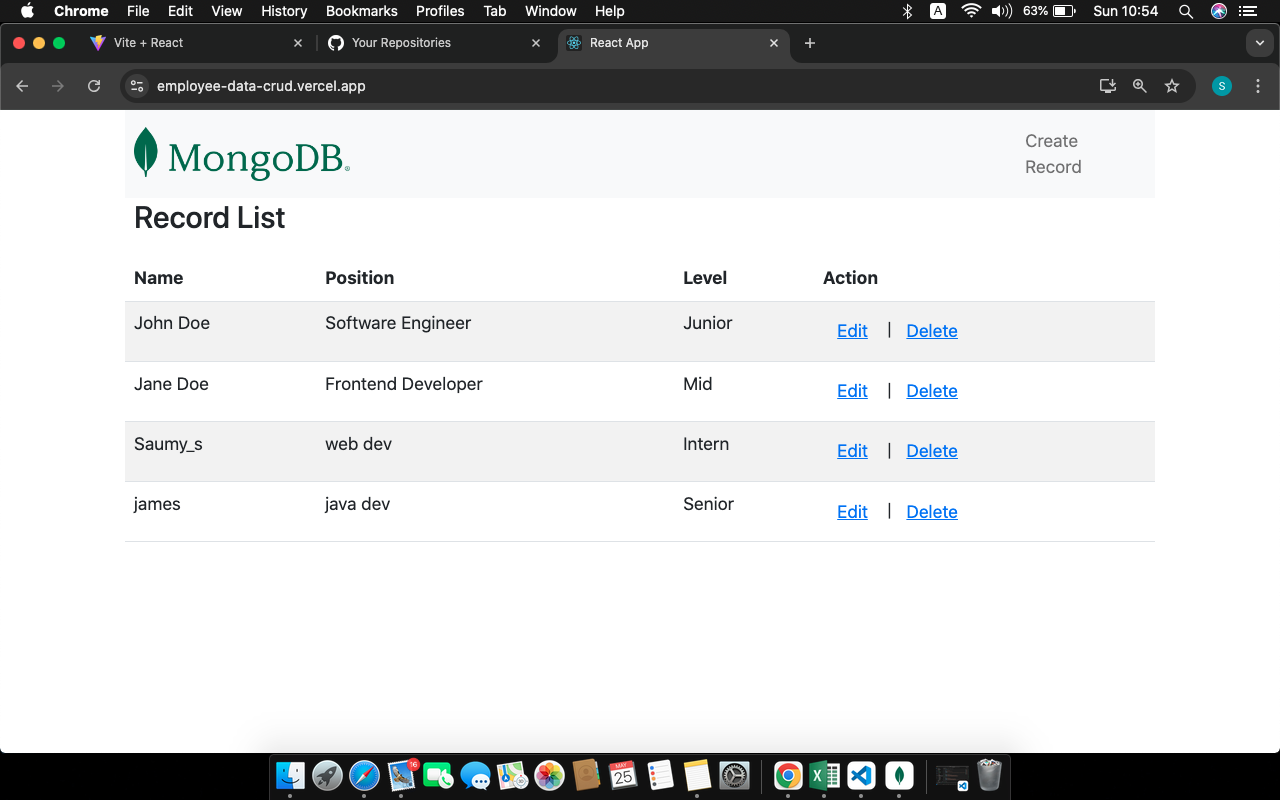 Chrome File Edit View History Bookmarks Profiles Tab Window Help A 63% Sun 10:54
Vite + React Your Repositories React App
employee-data-crud.vercel.app S
MongoDB®
Create
Record
Record List
Name Position Level Action
John Doe Software Engineer Junior Edit | Delete
Jane Doe Frontend Developer Mid Edit | Delete
Saumy_s web dev Intern Edit | Delete
james java dev Senior Edit | Delete
16
MAY
25